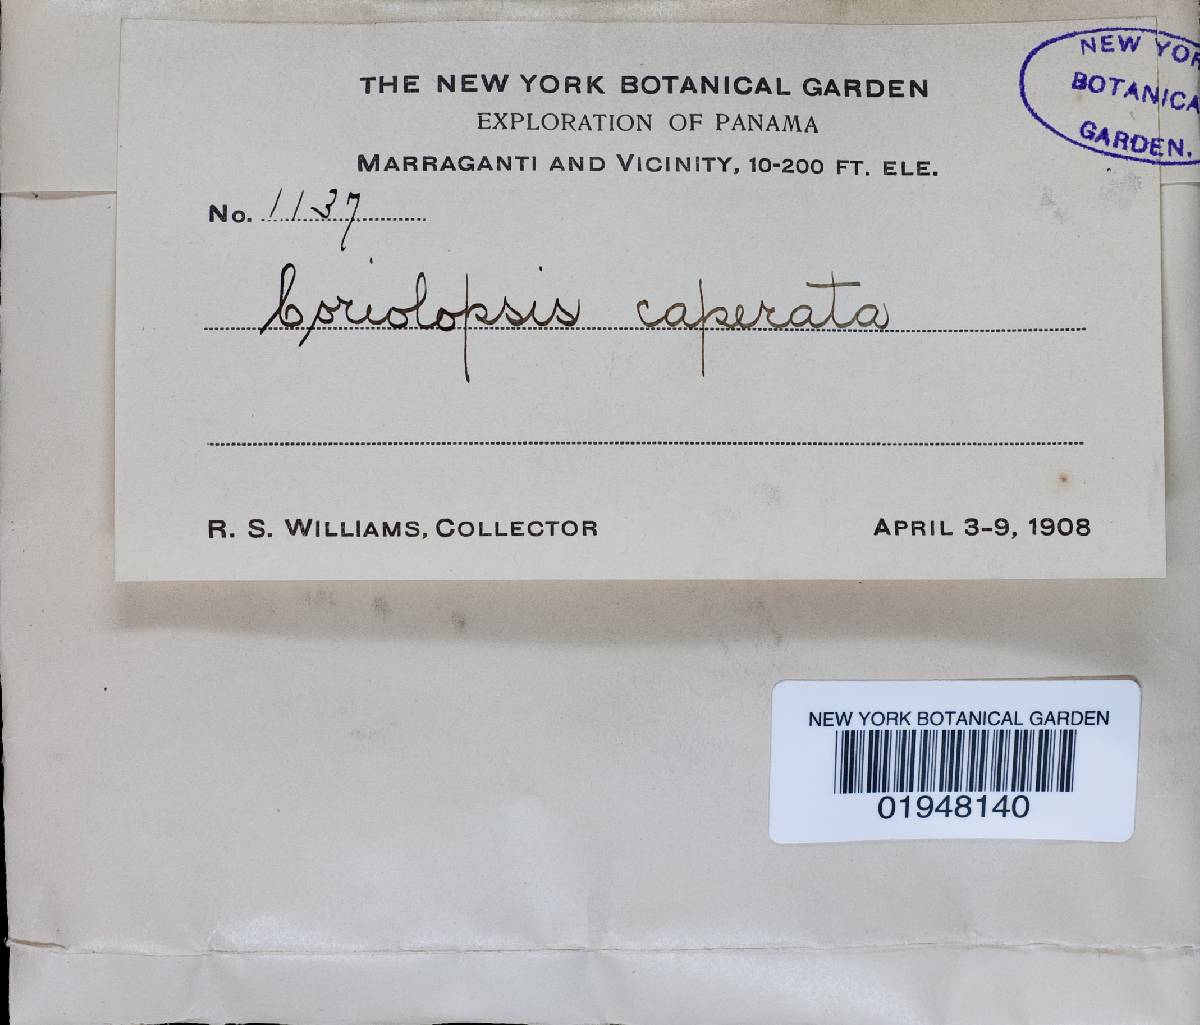 THE NEW YORK BOTANICAL GARDEN
EXPLORATION OF PANAMA
MARRAGANTI AND VICINITY, 10-200 FT. ELE.
No. 1137
Coriolopsis caperata
R. S. WILLIAMS, COLLECTOR APRIL 3-9, 1908
NEW YOR
BOTANICA
GARDEN.
NEW YORK BOTANICAL GARDEN
01948140